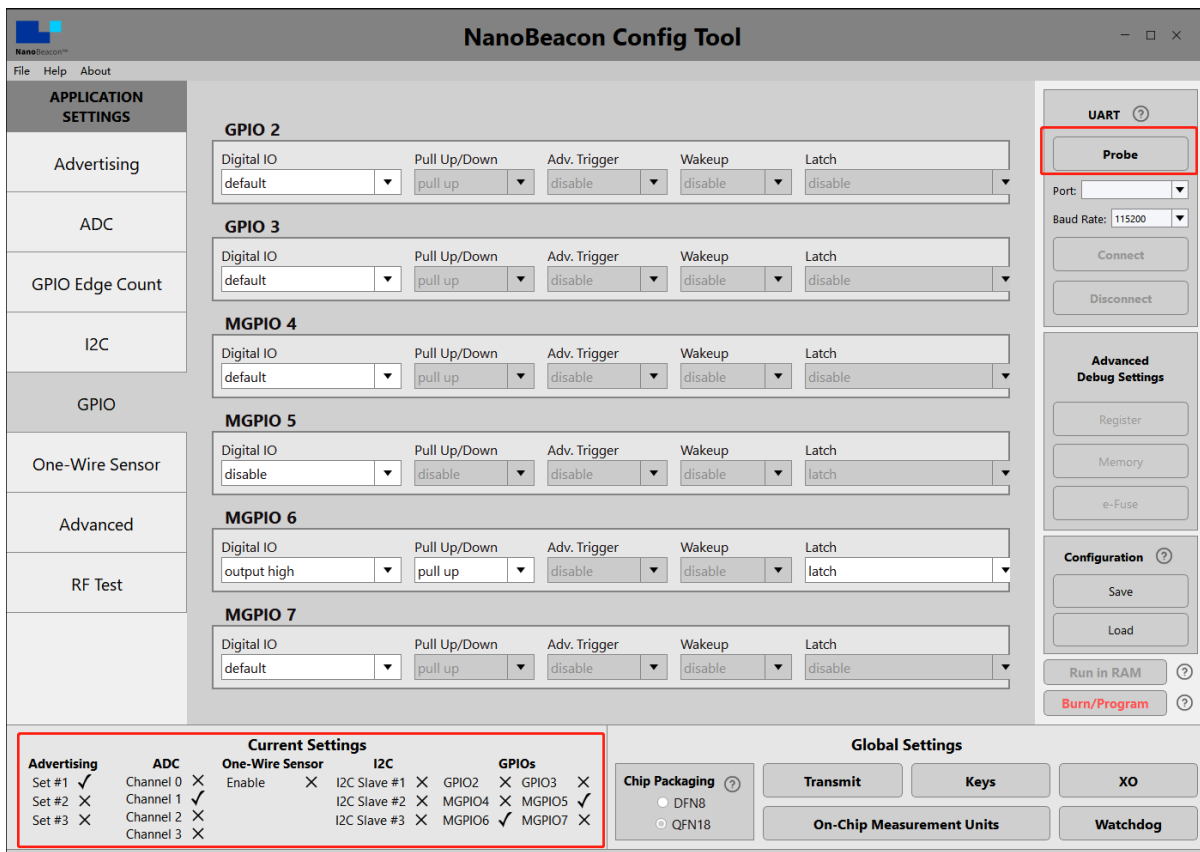 NanoBeacon Config Tool
NanoBeacon™
File Help About
APPLICATION
SETTINGS
Advertising
ADC
GPIO Edge Count
I2C
GPIO
One-Wire Sensor
Advanced
RF Test
GPIO 2
Digital IO Pull Up/Down Adv. Trigger Wakeup Latch
default pull up disable disable disable
GPIO 3
Digital IO Pull Up/Down Adv. Trigger Wakeup Latch
default pull up disable disable disable
MGPIO 4
Digital IO Pull Up/Down Adv. Trigger Wakeup Latch
default pull up disable disable disable
MGPIO 5
Digital IO Pull Up/Down Adv. Trigger Wakeup Latch
disable disable disable disable latch
MGPIO 6
Digital IO Pull Up/Down Adv. Trigger Wakeup Latch
output high pull up disable disable latch
MGPIO 7
Digital IO Pull Up/Down Adv. Trigger Wakeup Latch
default pull up disable disable disable
UART ?
Probe
Port:
Baud Rate: 115200
Connect
Disconnect
Advanced
Debug Settings
Register
Memory
e-Fuse
Configuration ?
Save
Load
Run in RAM ?
Burn/Program ?
Current Settings
Advertising ADC One-Wire Sensor I2C GPIOs
Set #1 ✓ Channel 0 ✕ Enable ✕ I2C Slave #1 ✕ GPIO2 ✕ GPIO3 ✕
Set #2 ✕ Channel 1 ✓ I2C Slave #2 ✕ MGPIO4 ✕ MGPIO5 ✓
Set #3 ✕ Channel 2 ✕ I2C Slave #3 ✕ MGPIO6 ✓ MGPIO7 ✕
Channel 3 ✕
Global Settings
Chip Packaging ?
DFN8
QFN18
Transmit Keys XO
On-Chip Measurement Units Watchdog